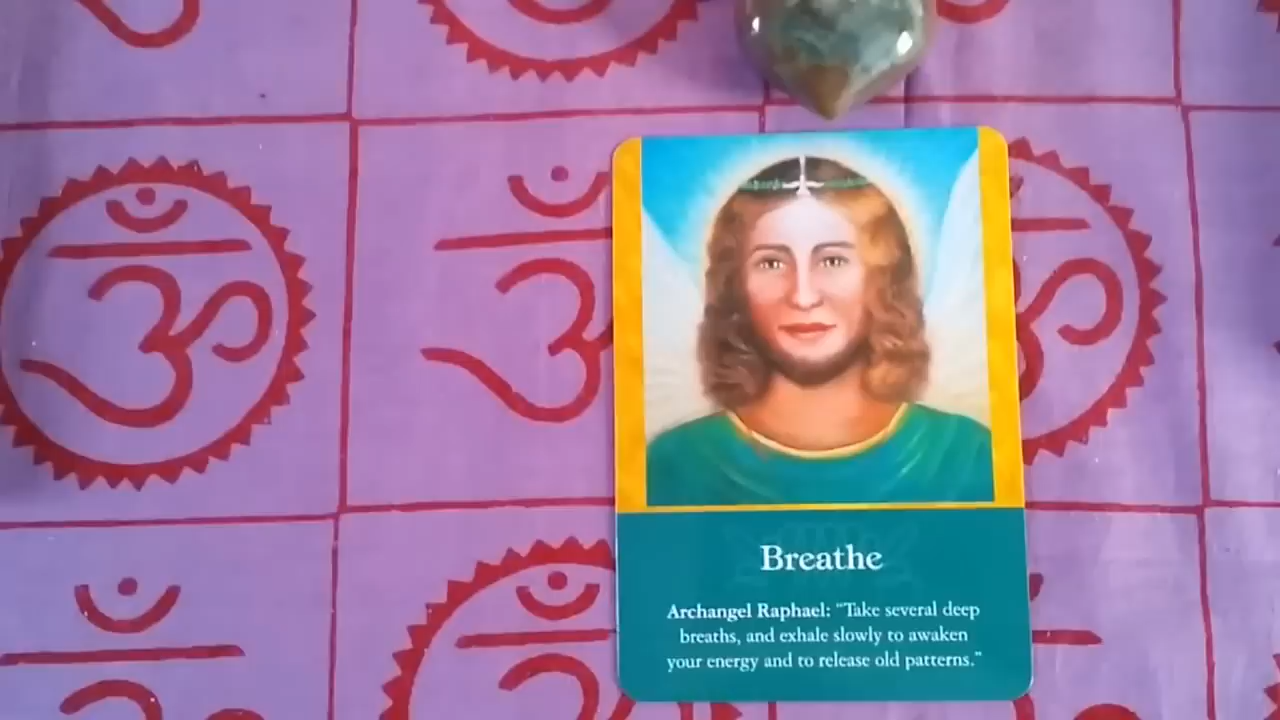 ॐ ॐ ॐ
Breathe
Archangel Raphael: “Take several deep
breaths, and exhale slowly to awaken
your energy and to release old patterns.”